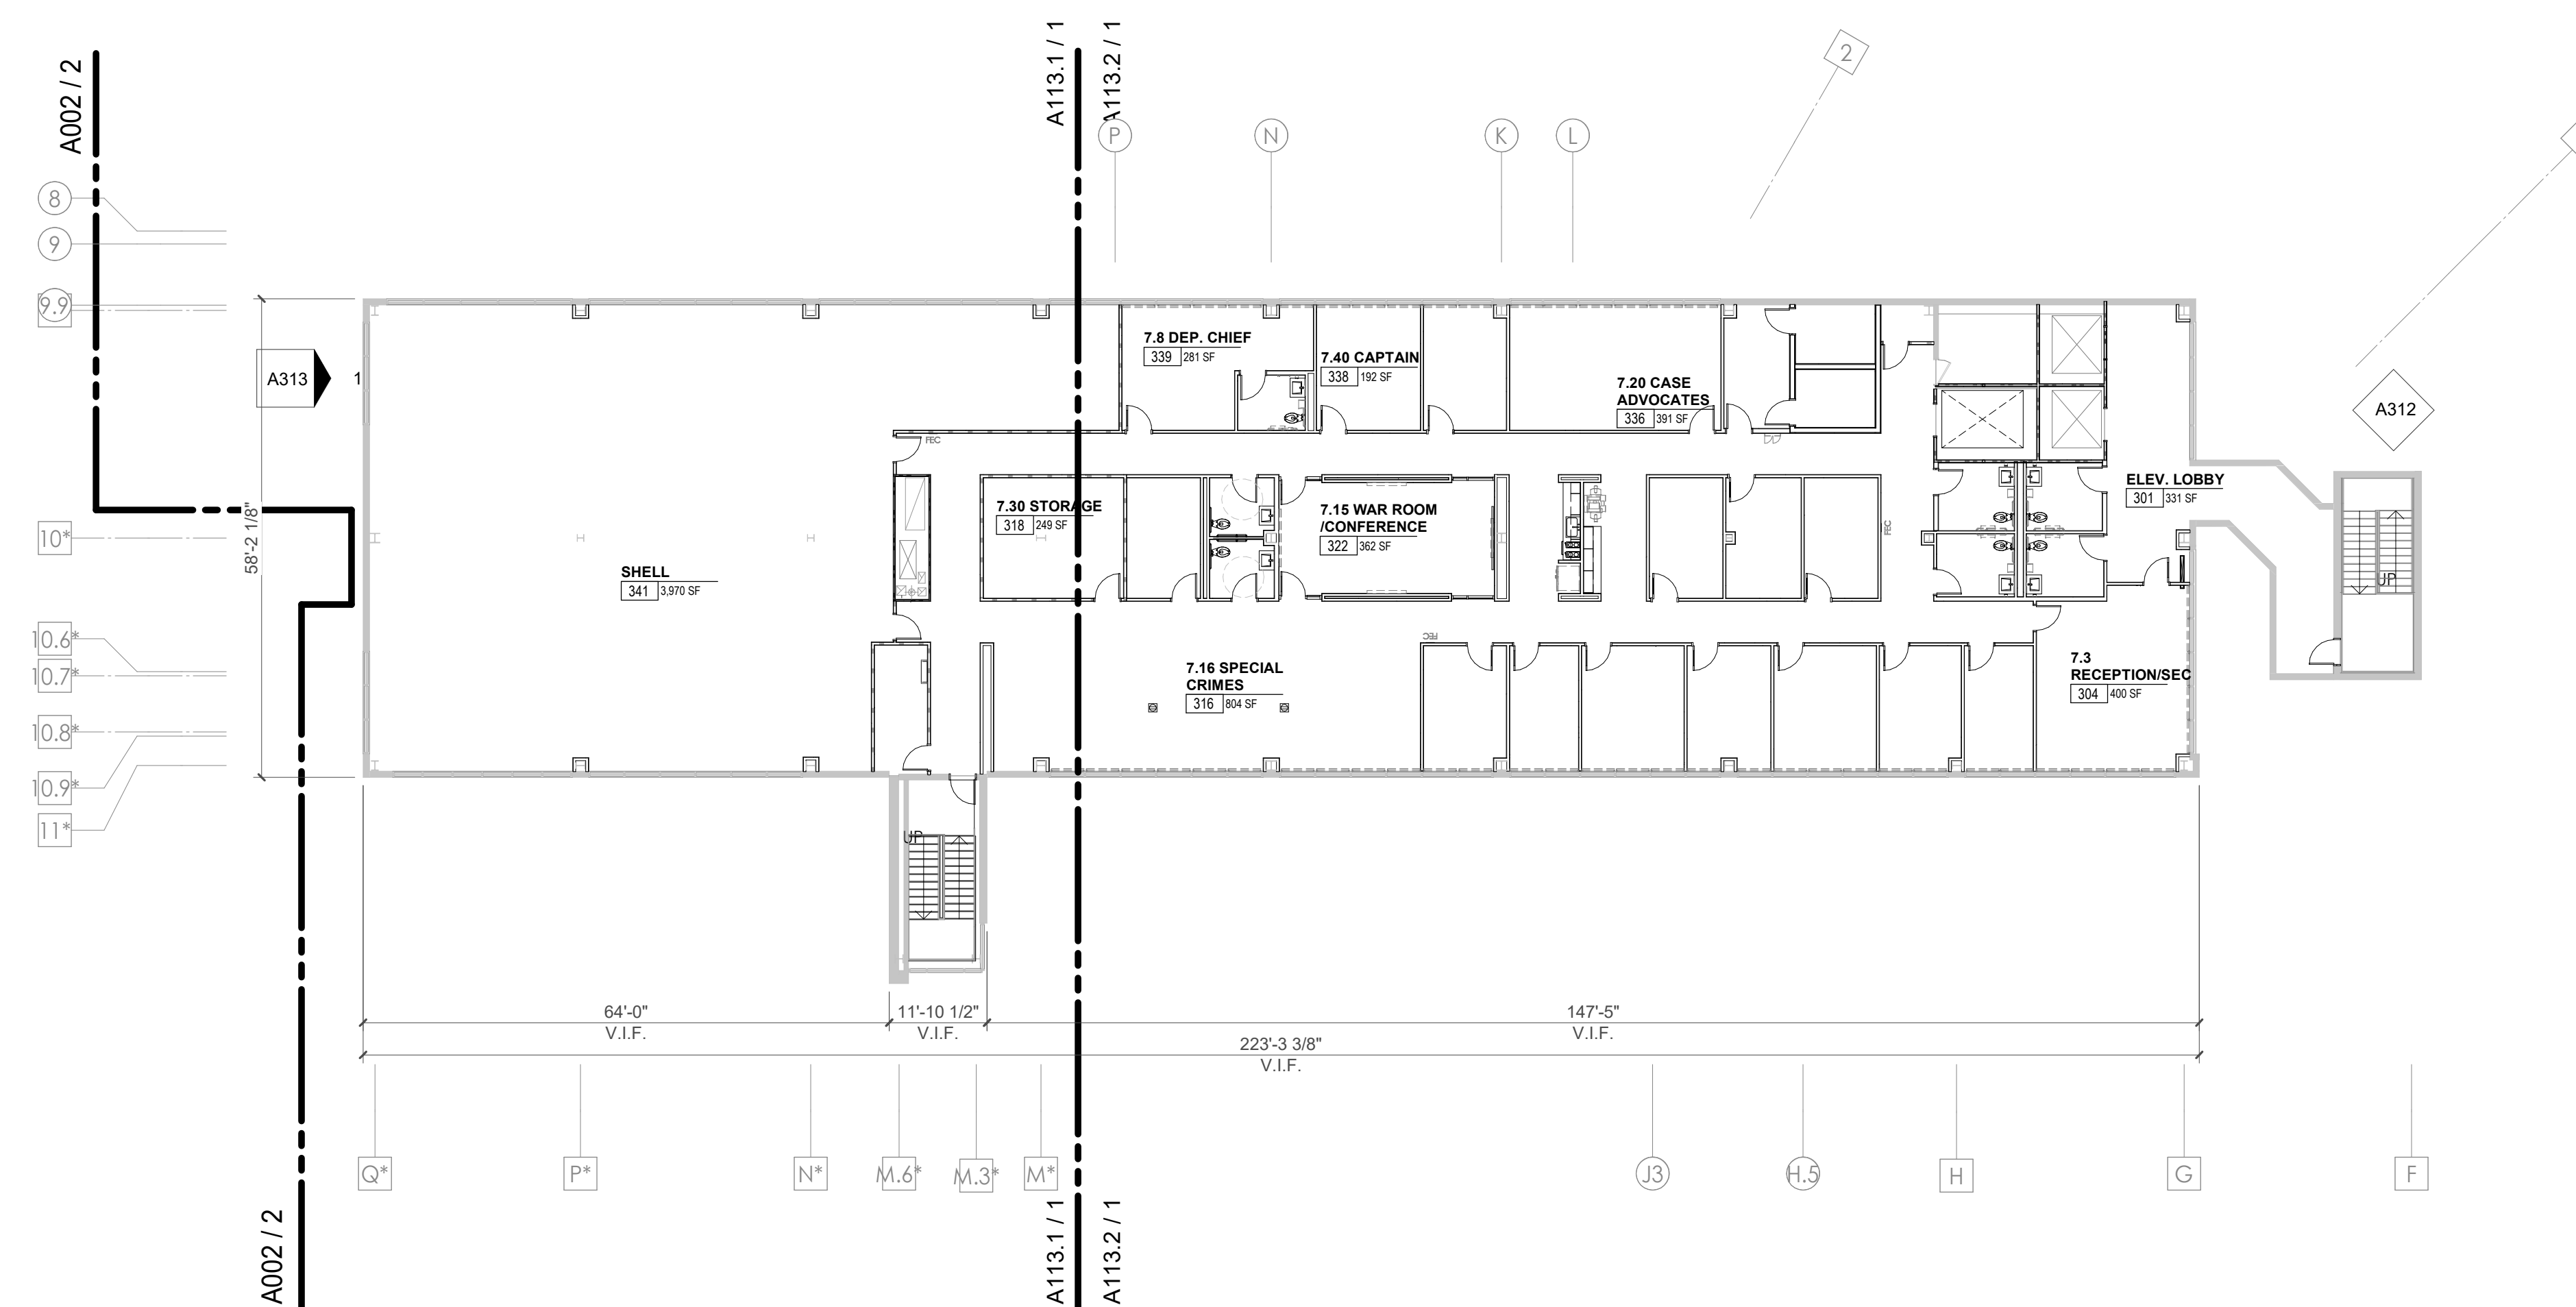 A002 / 2
A113.1 / 1
A113.2 / 1
2
P
N
K
L
8
9
9.9
A313
1
A312
7.8 DEP. CHIEF
339 281 SF
7.40 CAPTAIN
338 192 SF
7.20 CASE
ADVOCATES
336 391 SF
FEC
58'-2 1/8"
10*
7.30 STORAGE
318 249 SF
7.15 WAR ROOM
/CONFERENCE
322 362 SF
FEC
ELEV. LOBBY
301 331 SF
UP
SHELL
341 3,970 SF
10.6*
10.7*
10.8*
10.9*
11*
FEC
7.16 SPECIAL
CRIMES
316 804 SF
7.3
RECEPTION/SEC
304 400 SF
UP
64'-0"
V.I.F.
11'-10 1/2"
V.I.F.
147'-5"
V.I.F.
223'-3 3/8"
V.I.F.
Q*
P*
N*
M.6*
M.3*
M*
J3
H.5
H
G
F
A002 / 2
A113.1 / 1
A113.2 / 1